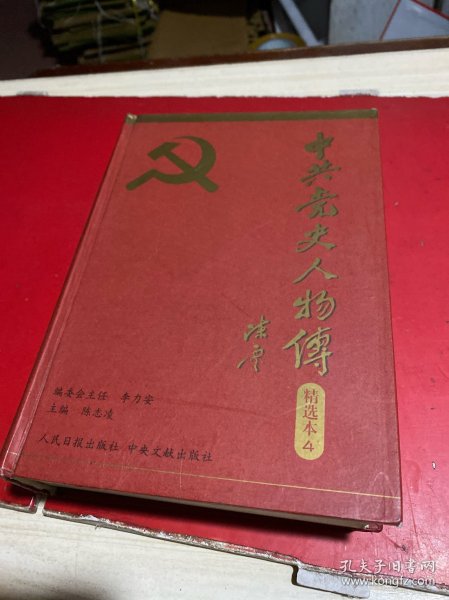 中共党史人物傳
陈云
精选本4
编委会主任 李力安
主编 陈志凌
人民日报出版社 中央文献出版社
孔夫子旧书网
www.kongfz.com